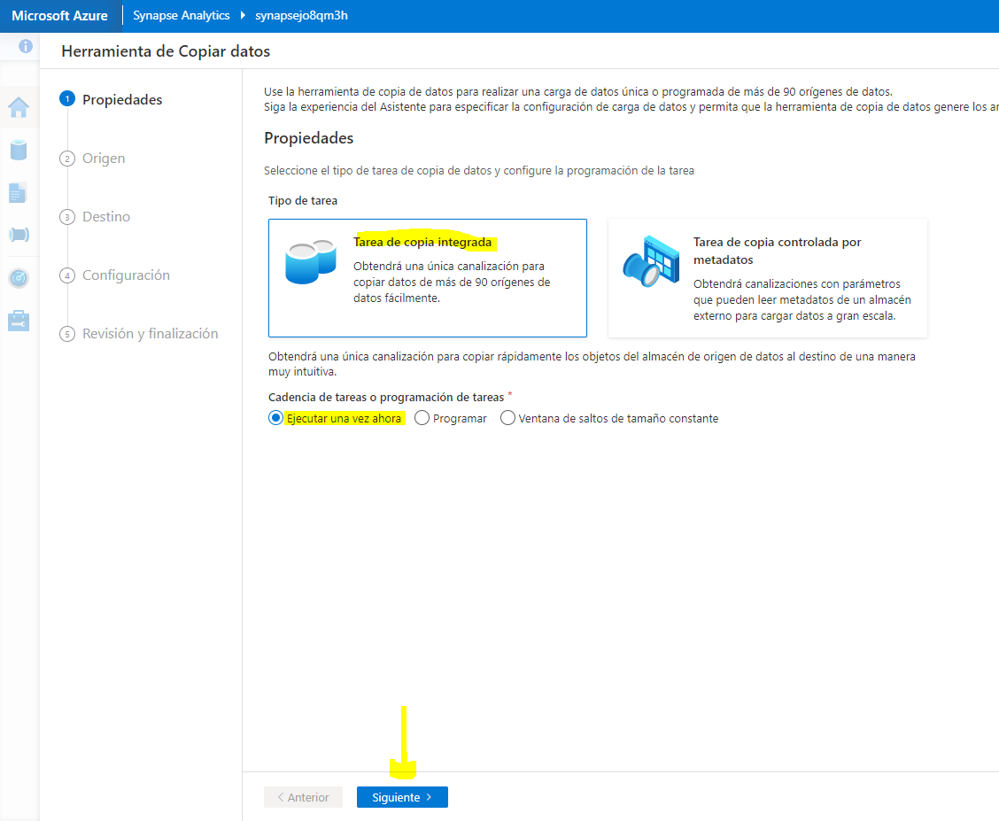 Microsoft Azure
Synapse Analytics
synapsejo8qm3h
Herramienta de Copiar datos
1 Propiedades
2 Origen
3 Destino
4 Configuración
5 Revisión y finalización
Use la herramienta de copia de datos para realizar una carga de datos única o programada de más de 90 orígenes de datos.
Siga la experiencia del Asistente para especificar la configuración de carga de datos y permita que la herramienta de copia de datos genere los
Propiedades
Seleccione el tipo de tarea de copia de datos y configure la programación de la tarea
Tipo de tarea
Tarea de copia integrada
Obtendrá una única canalización para
copiar datos de más de 90 orígenes de
datos fácilmente.
Tarea de copia controlada por
metadatos
Obtendrá canalizaciones con parámetros
que pueden leer metadatos de un almacén
externo para cargar datos a gran escala.
Obtendrá una única canalización para copiar rápidamente los objetos del almacén de origen de datos al destino de una manera
muy intuitiva.
Cadencia de tareas o programación de tareas *
Ejecutar una vez ahora
Programar
Ventana de saltos de tamaño constante
Anterior
Siguiente